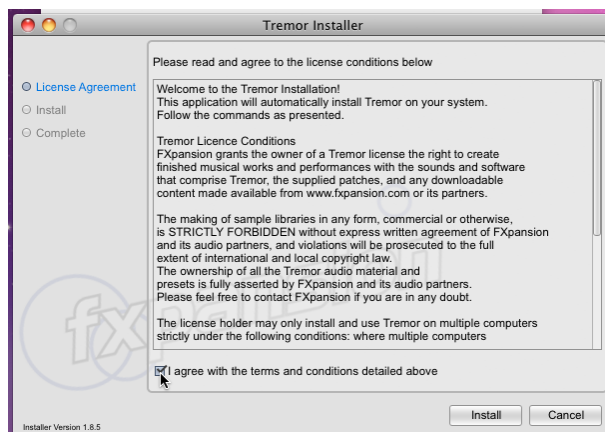 Tremor Installer
Please read and agree to the license conditions below
License Agreement
Install
Complete
Welcome to the Tremor Installation!
This application will automatically install Tremor on your system.
Follow the commands as presented.
Tremor Licence Conditions
FXpansion grants the owner of a Tremor license the right to create
finished musical works and performances with the sounds and software
that comprise Tremor, the supplied patches, and any downloadable
content made available from www.fxpansion.com or its partners.
The making of sample libraries in any form, commercial or otherwise,
is STRICTLY FORBIDDEN without express written agreement of FXpansion
and its audio partners, and violations will be prosecuted to the full
extent of international and local copyright law.
The ownership of all the Tremor audio material and
presets is fully asserted by FXpansion and its audio partners.
Please feel free to contact FXpansion if you are in any doubt.
The license holder may only install and use Tremor on multiple computers
strictly under the following conditions: where multiple computers
fxpansion
I agree with the terms and conditions detailed above
Install
Cancel
Installer Version 1.8.5